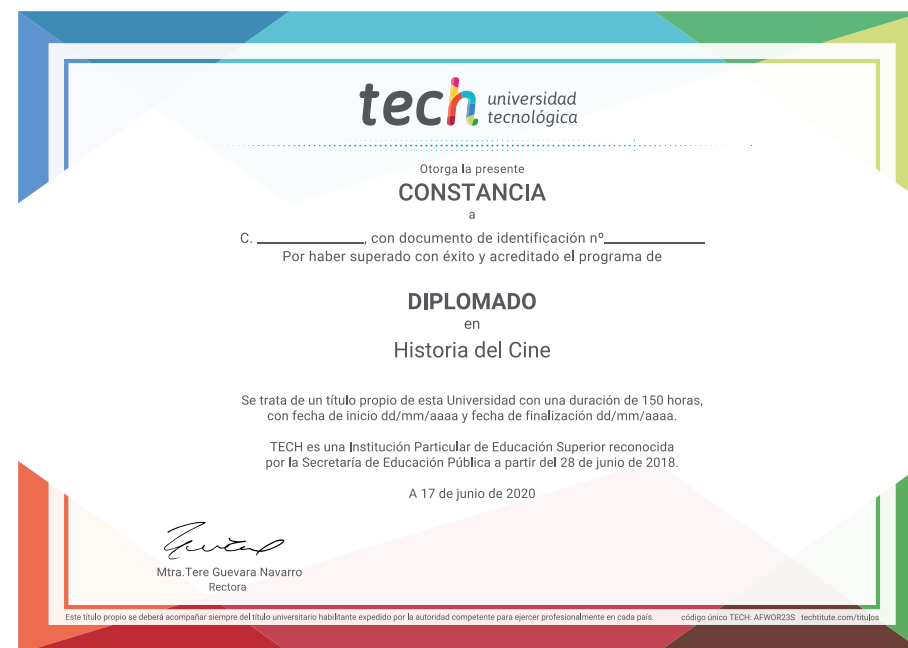 tech universidad
tecnológica
Otorga la presente
CONSTANCIA
a
C. ______________, con documento de identificación nº_____________
Por haber superado con éxito y acreditado el programa de
DIPLOMADO
en
Historia del Cine
Se trata de un título propio de esta Universidad con una duración de 150 horas,
con fecha de inicio dd/mm/aaaa y fecha de finalización dd/mm/aaaa.
TECH es una Institución Particular de Educación Superior reconocida
por la Secretaría de Educación Pública a partir del 28 de junio de 2018.
A 17 de junio de 2020
Mtra.Tere Guevara Navarro
Rectora
Este título propio se deberá acompañar siempre del título universitario habilitante expedido por la autoridad competente para ejercer profesionalmente en cada país. código único TECH: AFWOR23S techtitute.com/titulos